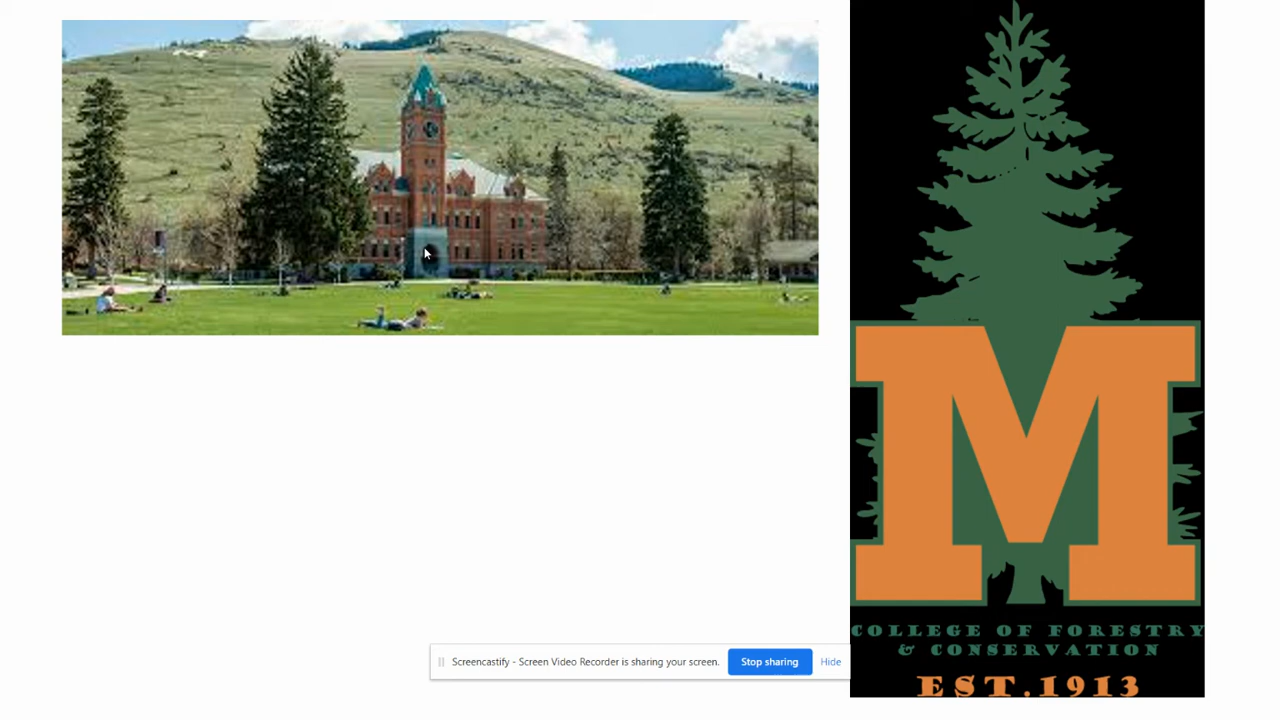 M
COLLEGE OF FORESTRY
& CONSERVATION
EST.1913
Screencastify - Screen Video Recorder is sharing your screen.
Stop sharing
Hide